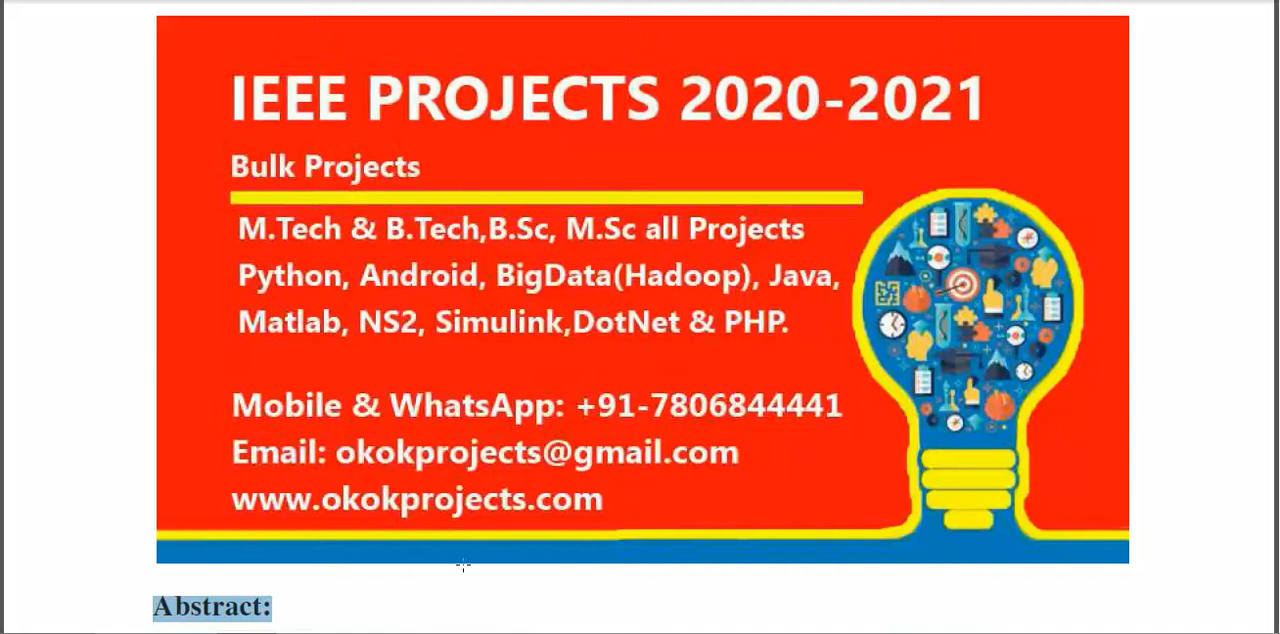 IEEE PROJECTS 2020-2021
Bulk Projects
M.Tech & B.Tech,B.Sc, M.Sc all Projects
Python, Android, BigData(Hadoop), Java,
Matlab, NS2, Simulink,DotNet & PHP.
Mobile & WhatsApp: +91-7806844441
Email: okokprojects@gmail.com
www.okokprojects.com
Abstract: